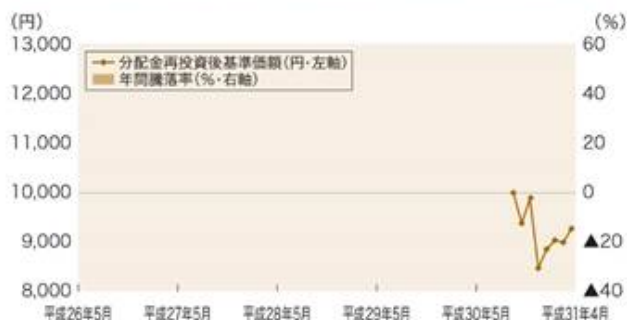 (円)
(%)
13,000
60
分配金再投資後基準価額(円・左軸)
年間騰落率(%・右軸)
12,000
40
11,000
20
10,000
0
9,000
▲20
8,000
▲40
平成26年5月
平成27年5月
平成28年5月
平成29年5月
平成30年5月
平成31年4月